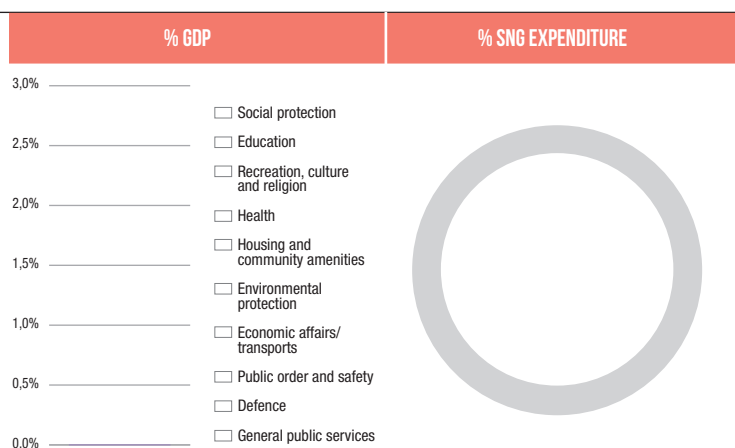 % GDP
% SNG EXPENDITURE
3,0%
2,5%
2,0%
1,5%
1,0%
0,5%
0,0%
Social protection
Education
Recreation, culture
and religion
Health
Housing and
community amenities
Environmental
protection
Economic affairs/
transports
Public order and safety
Defence
General public services